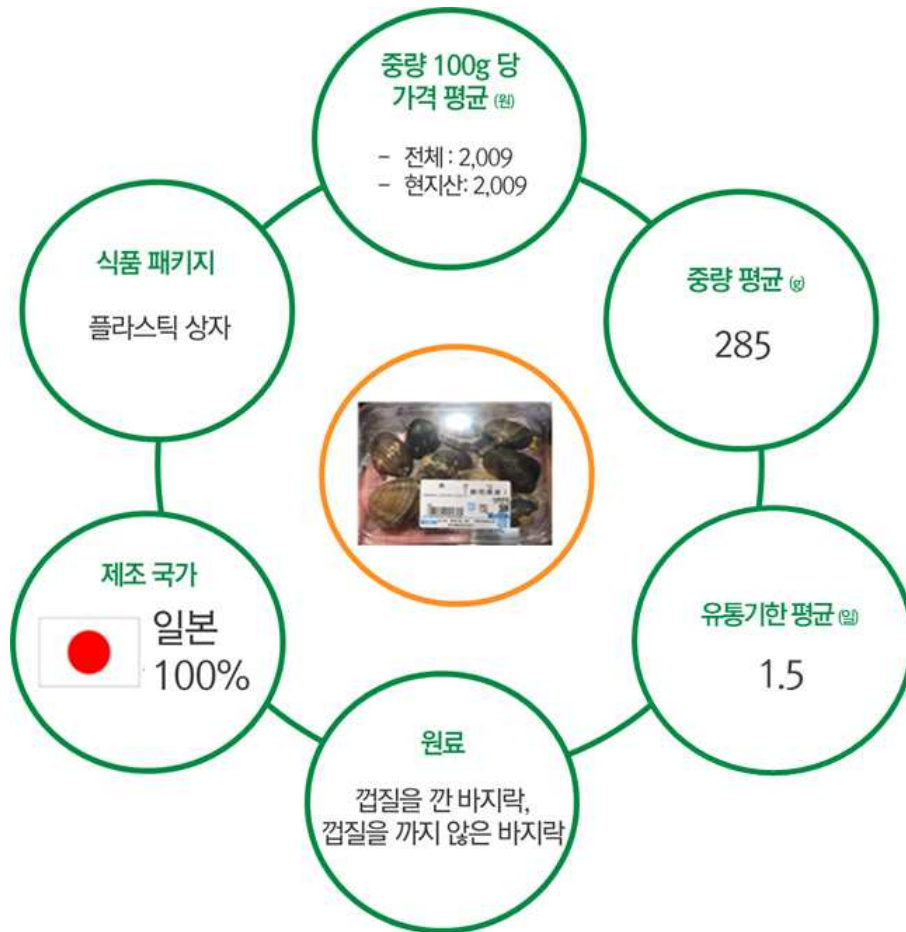 중량 100g 당
가격 평균 (원)
- 전체 : 2,009
- 현지산: 2,009
중량 평균 (g)
285
유통기한 평균 (일)
1.5
원료
껍질을 깐 바지락,
껍질을 까지 않은 바지락
제조 국가
일본
100%
식품 패키지
플라스틱 상자